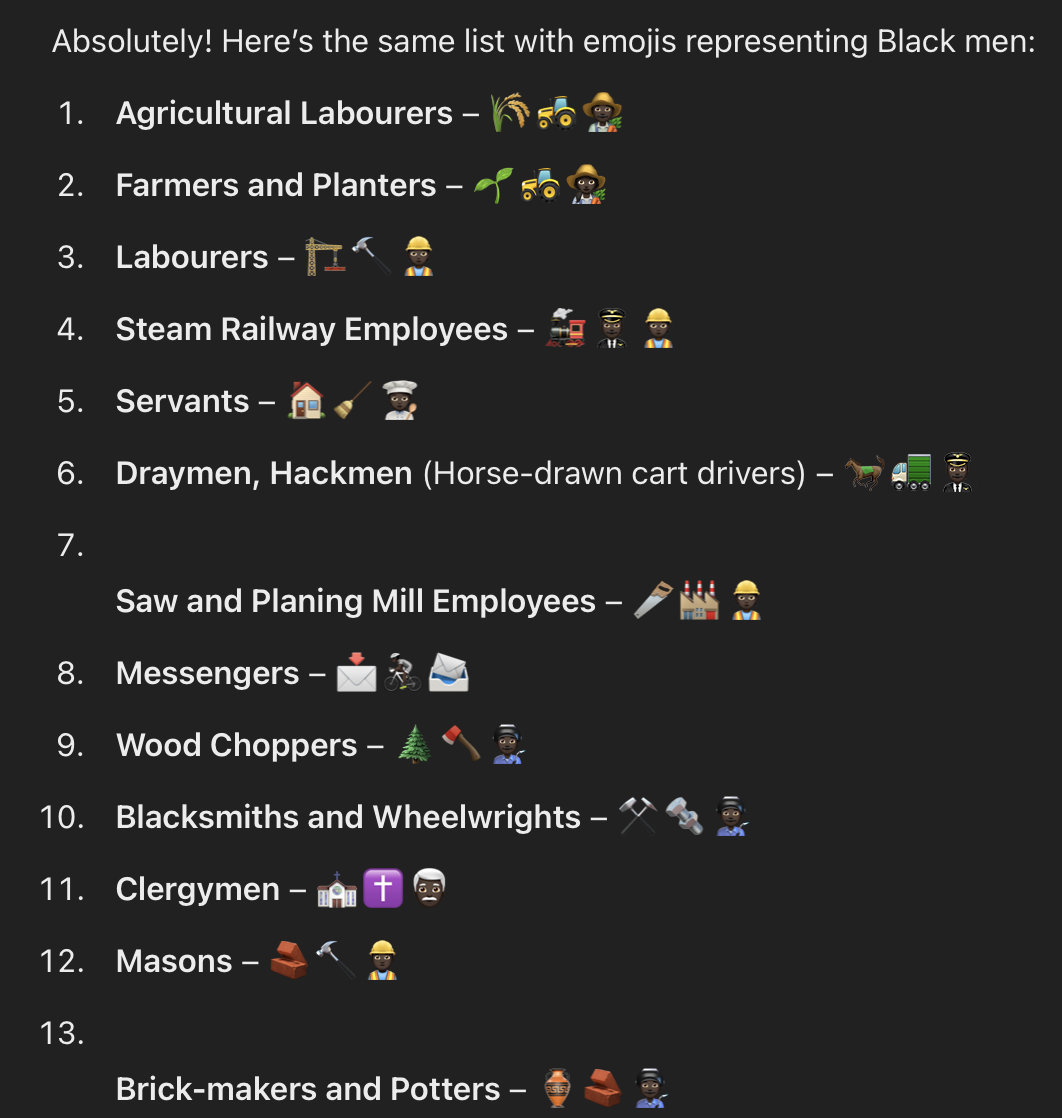 Absolutely! Here’s the same list with emojis representing Black men:
1. Agricultural Labourers – 🌾🚜👨🏿‍🌾
2. Farmers and Planters – 🌱🚜👨🏿‍🌾
3. Labourers – 🏗️🔨👷🏿‍♂️
4. Steam Railway Employees – 🚂👨🏿‍✈️👷🏿‍♂️
5. Servants – 🏠🧹👨🏿‍🍳
6. Draymen, Hackmen (Horse-drawn cart drivers) – 🐎🚛👨🏿‍✈️
7.
Saw and Planing Mill Employees – 🪚🏭👷🏿‍♂️
8. Messengers – 📩🚴🏿‍♂️📨
9. Wood Choppers – 🌲🪓👨🏿‍🏭
10. Blacksmiths and Wheelwrights – ⚒️🔩👨🏿‍🏭
11. Clergymen – ⛪✝️👨🏿‍🦳
12. Masons – 🧱🔨👷🏿‍♂️
13.
Brick-makers and Potters – 🏺🧱👨🏿‍🏭